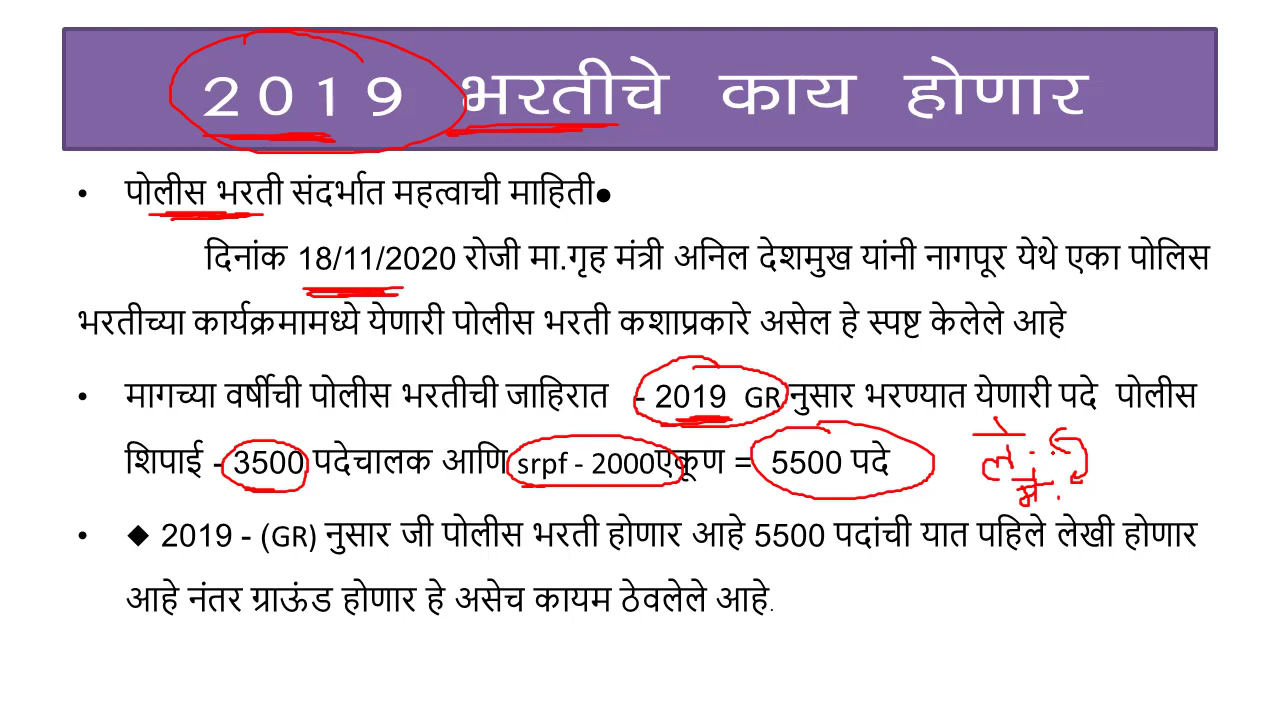 2019 भरतीचे काय होणार
• पोलीस भरती संदर्भात महत्वाची माहिती●
दिनांक 18/11/2020 रोजी मा.गृह मंत्री अनिल देशमुख यांनी नागपूर येथे एका पोलिस
भरतीच्या कार्यक्रमामध्ये येणारी पोलीस भरती कशाप्रकारे असेल हे स्पष्ट केलेले आहे
• मागच्या वर्षीची पोलीस भरतीची जाहिरात - 2019 GR नुसार भरण्यात येणारी पदे पोलीस
शिपाई - 3500 पदेचालक आणि srpf - 2000एकूण = 5500 पदे
• ◆ 2019 - (GR) नुसार जी पोलीस भरती होणार आहे 5500 पदांची यात पहिले लेखी होणार
आहे नंतर ग्राऊंड होणार हे असेच कायम ठेवलेले आहे.